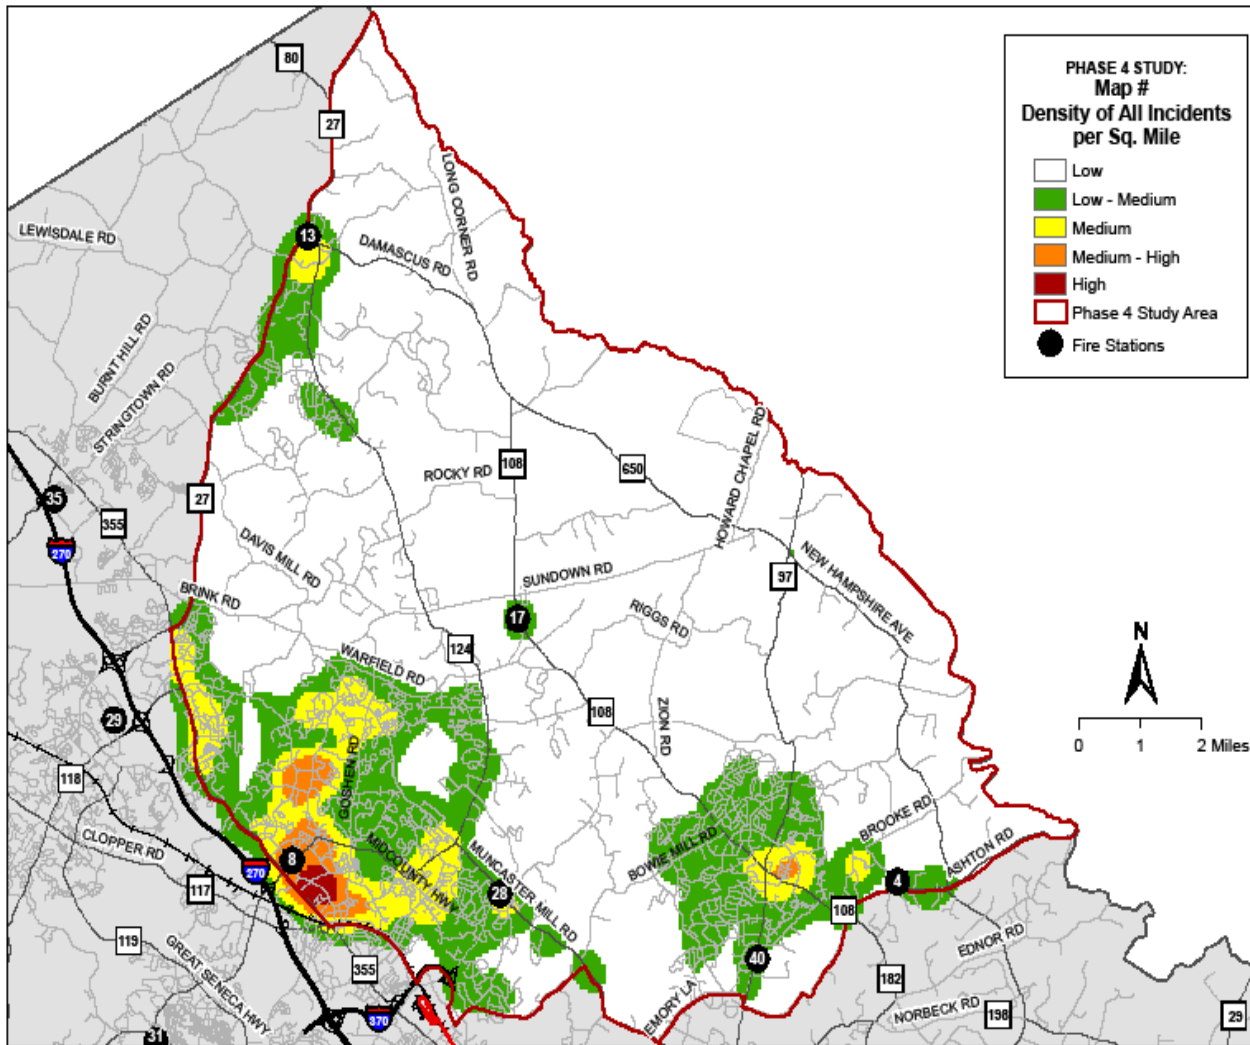 PHASE 4 STUDY:
Map #
Density of All Incidents
per Sq. Mile
Low
Low - Medium
Medium
Medium - High
High
Phase 4 Study Area
Fire Stations
80
27
LONG CORNER RD
LEWISDALE RD
13
DAMASCUS RD
BURNT HILL RD
STRINGTOWN RD
HOWARD CHAPEL RD
ROCKY RD
108
650
35
27
355
270
DAVIS MILL RD
NEW HAMPSHIRE AVE
SUNDOWN RD
97
BRINK RD
17
RIGGS RD
124
WARFIELD RD
N
ZION RD
108
29
0 1 2 Miles
118
GOSHEN RD
CLOPPER RD
BROOKE RD
MIDCOUNTY HWY
MUNCASTER MILL RD
BOWIE MILL RD
ASHTON RD
8
270
117
28
4
108
119
GREAT SENECA HWY
355
40
EDNOR RD
182
EMORY LA
NORBECK RD
198
29
370
31